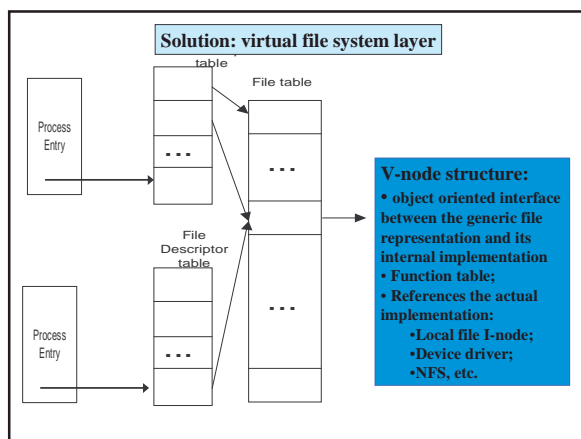 Solution: virtual file system layer
table
File table
Process
Entry
...
...
File
Descriptor
table
Process
Entry
...
...
V-node structure:
• object oriented interface
between the generic file
representation and its
internal implementation
• Function table;
• References the actual
implementation:
•Local file I-node;
•Device driver;
•NFS, etc.